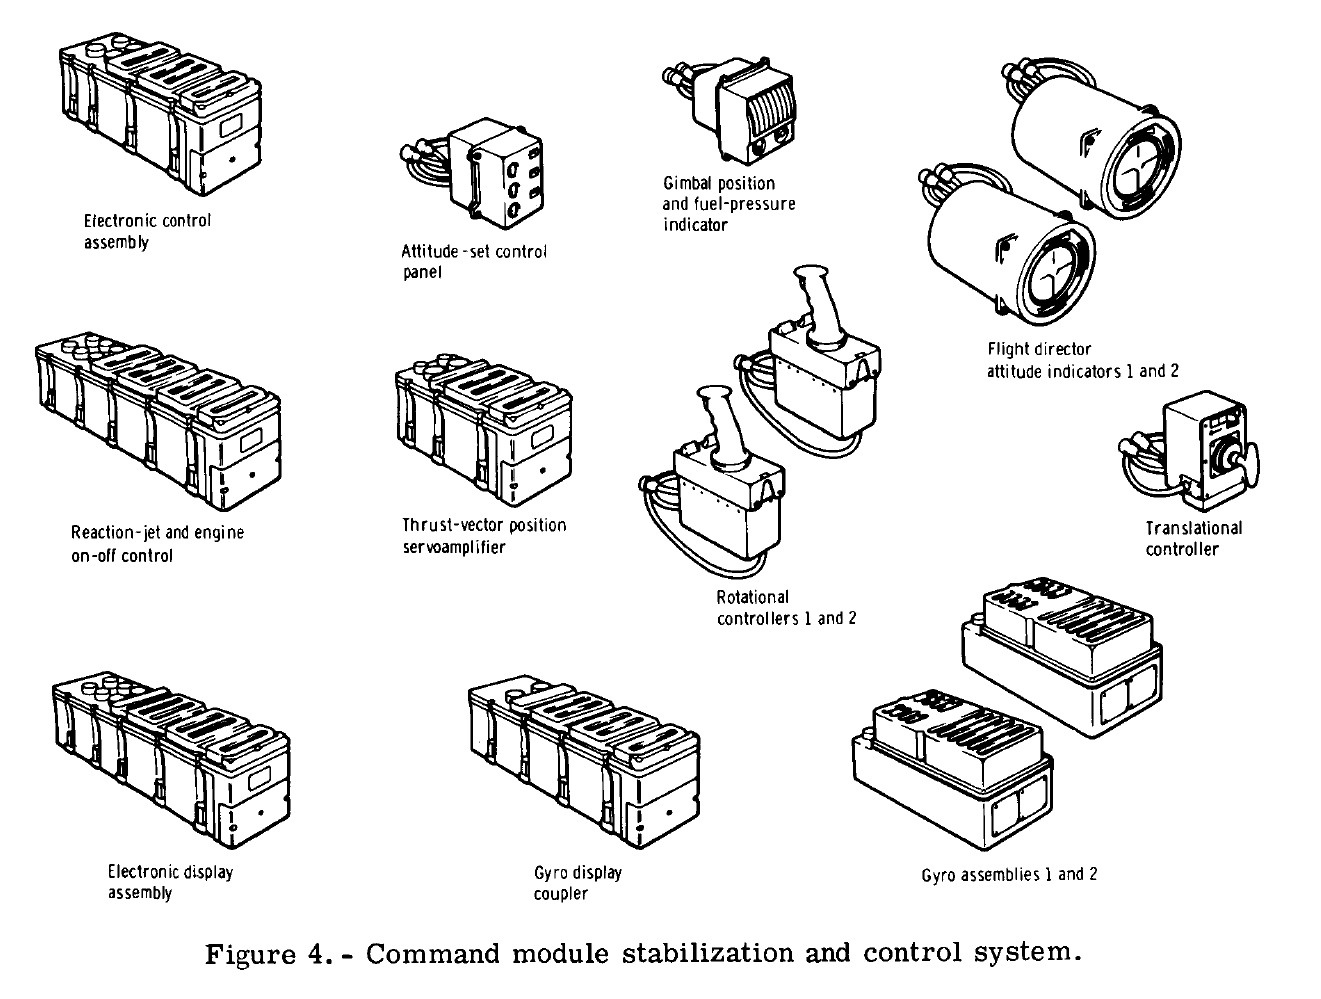 Electronic control
assembly
Attitude-set control
panel
Gimbal position
and fuel-pressure
indicator
Flight director
attitude indicators 1 and 2
Reaction-jet and engine
on-off control
Thrust-vector position
servoamplifier
Rotational
controllers 1 and 2
Translational
controller
Electronic display
assembly
Gyro display
coupler
Gyro assemblies 1 and 2
Figure 4. - Command module stabilization and control system.